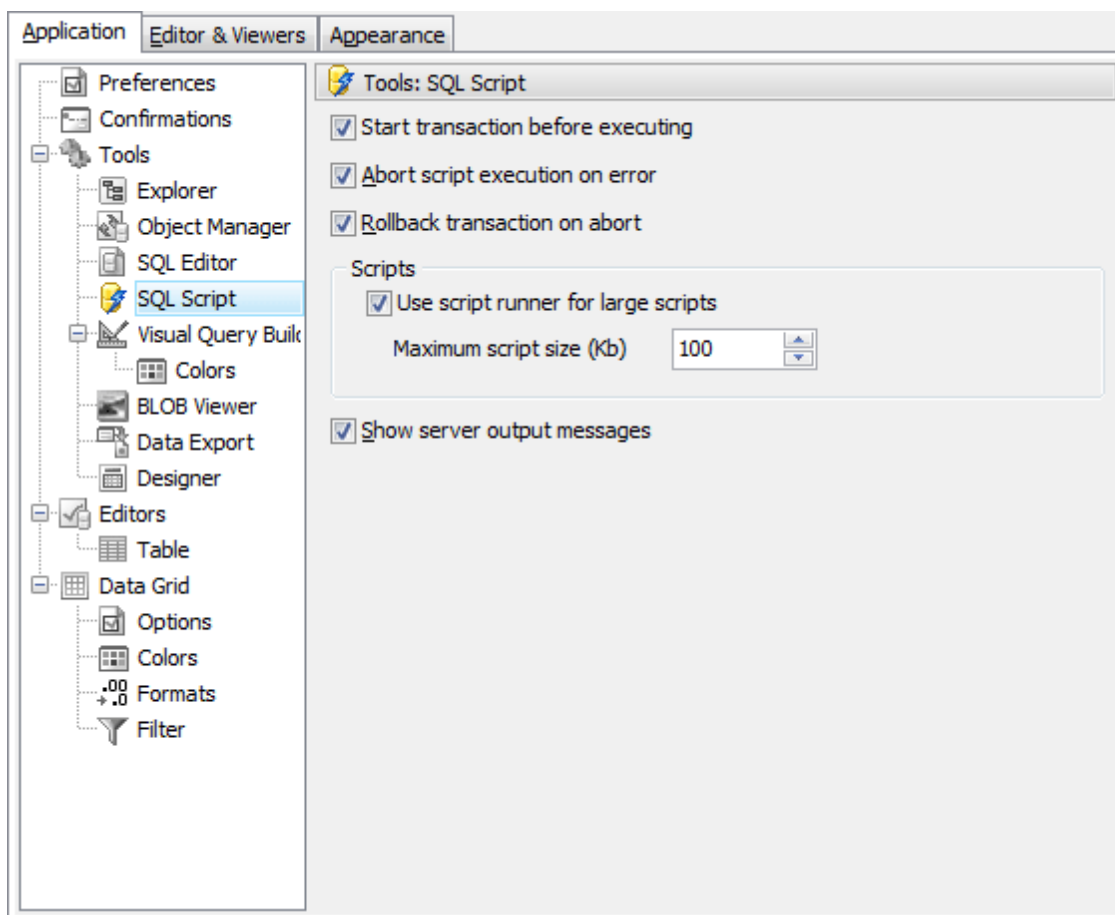 Application
Editor & Viewers
Appearance
Preferences
Confirmations
Tools
Explorer
Object Manager
SQL Editor
SQL Script
Visual Query Build
Colors
BLOB Viewer
Data Export
Designer
Editors
Table
Data Grid
Options
Colors
.00
.0
Formats
Filter
Tools: SQL Script
Start transaction before executing
Abort script execution on error
Rollback transaction on abort
Scripts
Use script runner for large scripts
Maximum script size (Kb)
100
Show server output messages